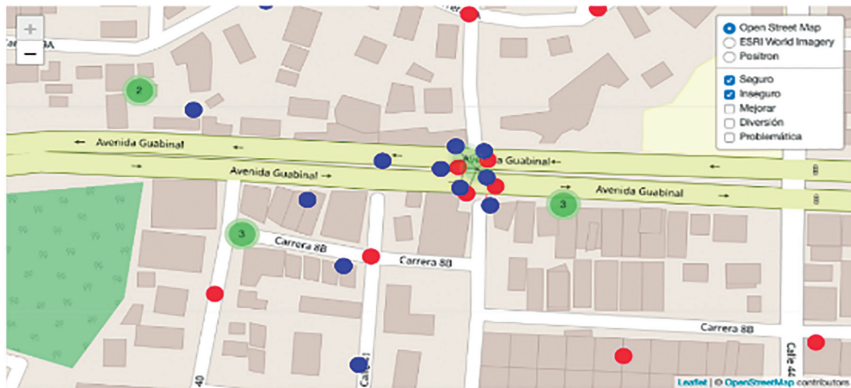 +
−
Open Street Map
ESRI World Imagery
Positron
Seguro
Inseguro
Mejorar
Diversión
Problemática
2
Avenida Guabinal
Avenida Guabinal
Avenida Guabinal
Avenida Guabinal
3
3
Carrera 8B
Carrera 8B
Carrera 8B
40
Calle 44
Leaflet | © OpenStreetMap contributors